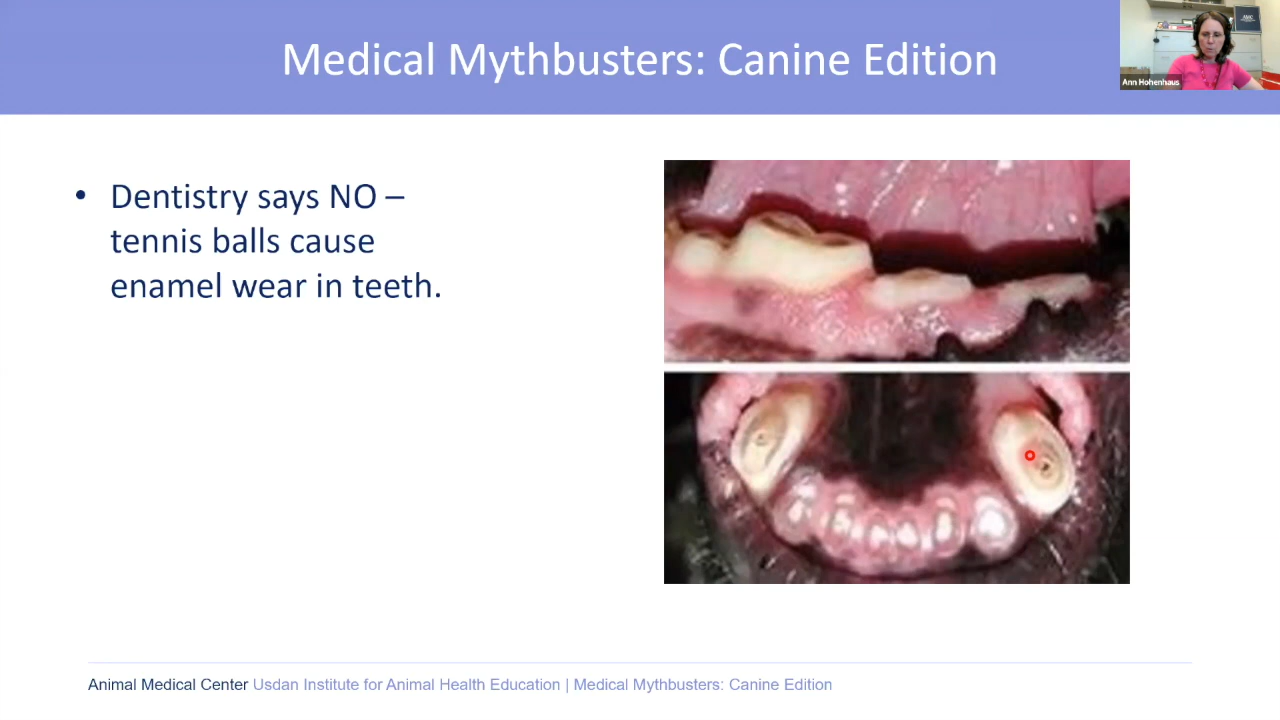 Medical Mythbusters: Canine Edition
Ann Hohenhaus
• Dentistry says NO –
tennis balls cause
enamel wear in teeth.
Animal Medical Center Usdan Institute for Animal Health Education | Medical Mythbusters: Canine Edition